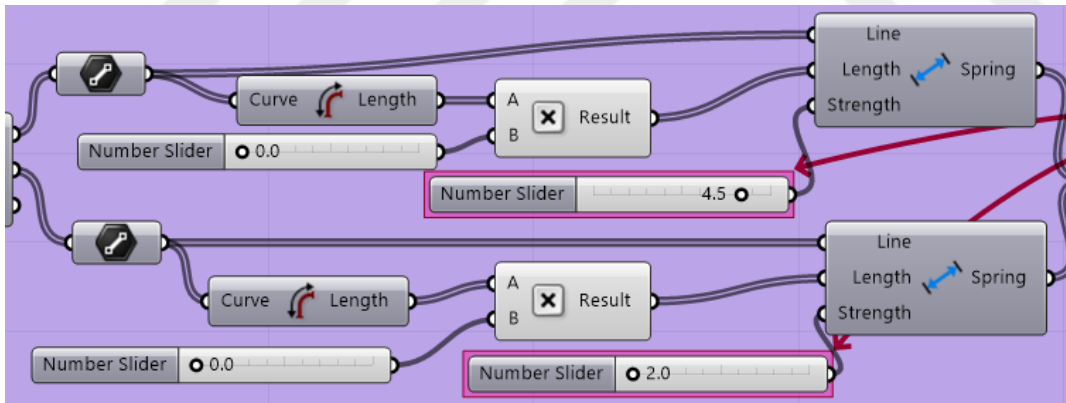 Line
Length
Strength
Spring
Curve
Length
A
B
Result
Number Slider
0.0
Number Slider
4.5
Line
Length
Strength
Spring
Curve
Length
A
B
Result
Number Slider
0.0
Number Slider
2.0